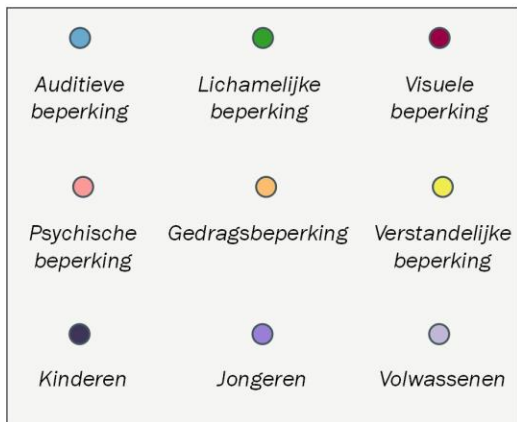 Auditieve
beperking
Lichamelijke
beperking
Visuele
beperking
Psychische
beperking
Gedragsbeperking
Verstandelijke
beperking
Kinderen
Jongeren
Volwassenen